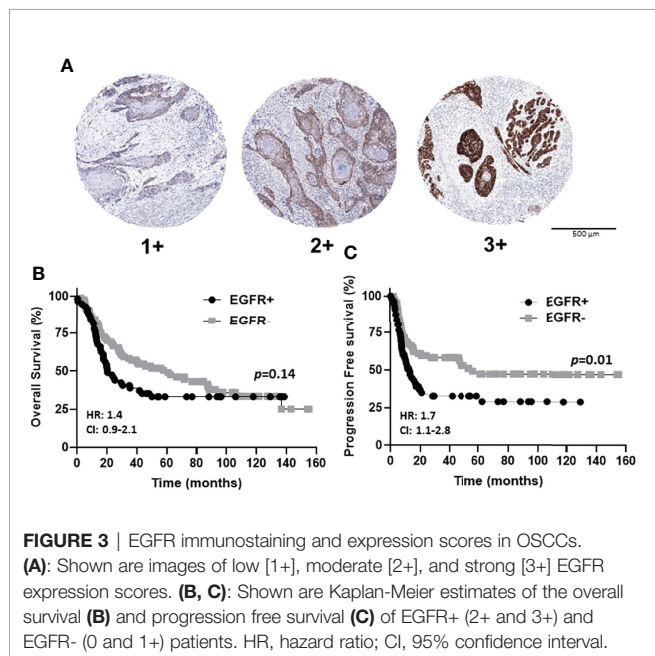 A
1+
2+
3+
500 µm
B
Overall Survival (%)
100
75
50
25
0
EGFR+
EGFR-
p=0.14
HR: 1.4
CI: 0.9-2.1
0 20 40 60 80 100 120 140 160
Time (months)
C
Progression Free survival (%)
100
75
50
25
0
EGFR+
EGFR-
p=0.01
HR: 1.7
CI: 1.1-2.8
0 20 40 60 80 100 120 140 160
Time (months)
FIGURE 3 | EGFR immunostaining and expression scores in OSCCs.
(A): Shown are images of low [1+], moderate [2+], and strong [3+] EGFR
expression scores. (B, C): Shown are Kaplan-Meier estimates of the overall
survival (B) and progression free survival (C) of EGFR+ (2+ and 3+) and
EGFR- (0 and 1+) patients. HR, hazard ratio; CI, 95% confidence interval.